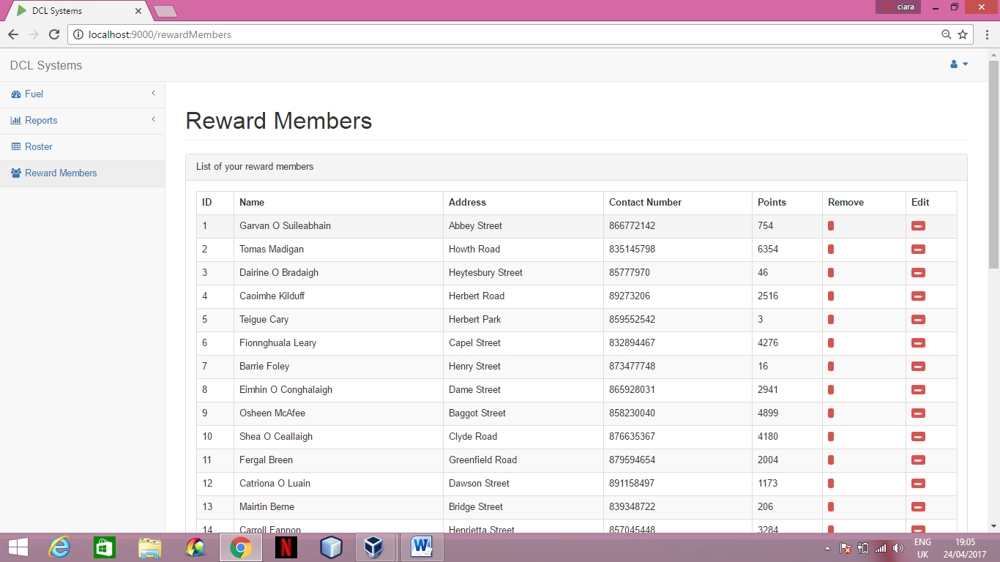 DCL Systems
ciara
localhost:9000/rewardMembers
DCL Systems
Fuel
Reports
Roster
Reward Members
Reward Members
List of your reward members
ID Name Address Contact Number Points Remove Edit
1 Garvan O Suileabhain Abbey Street 866772142 754
2 Tomas Madigan Howth Road 835145798 6354
3 Dairine O Bradaigh Heytesbury Street 85777970 46
4 Caoimhe Kilduff Herbert Road 89273206 2516
5 Teigue Cary Herbert Park 859552542 3
6 Fionnghuala Leary Capel Street 832894467 4276
7 Barrie Foley Henry Street 873477748 16
8 Eimhin O Conghalaigh Dame Street 865928031 2941
9 Osheen McAfee Baggot Street 858230040 4899
10 Shea O Ceallaigh Clyde Road 876635367 4180
11 Fergal Breen Greenfield Road 879594654 2004
12 Catriona O Luain Dawson Street 891158497 1173
13 Mairtin Berne Bridge Street 839348722 206
14 Carroll Fannon Henrietta Street 857045448 3284
ENG 19:05
UK 24/04/2017